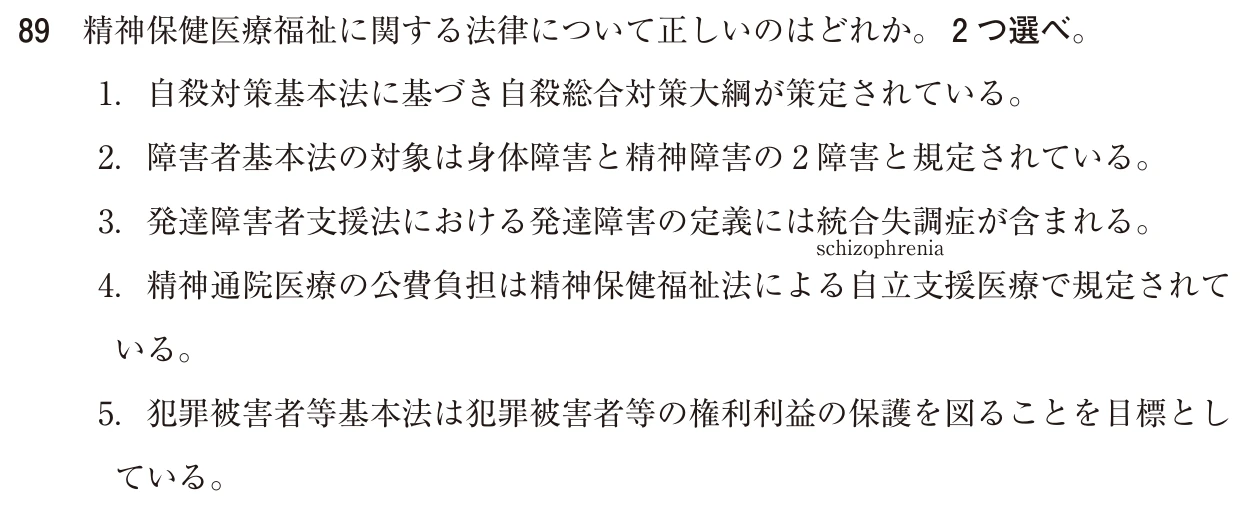 89 精神保健医療福祉に関する法律について正しいのはどれか。2つ選べ。
1. 自殺対策基本法に基づき自殺総合対策大綱が策定されている。
2. 障害者基本法の対象は身体障害と精神障害の2障害と規定されている。
3. 発達障害者支援法における発達障害の定義には統合失調症が含まれる。
schizophrenia
4. 精神通院医療の公費負担は精神保健福祉法による自立支援医療で規定されて
いる。
5. 犯罪被害者等基本法は犯罪被害者等の権利利益の保護を図ることを目標とし
ている。